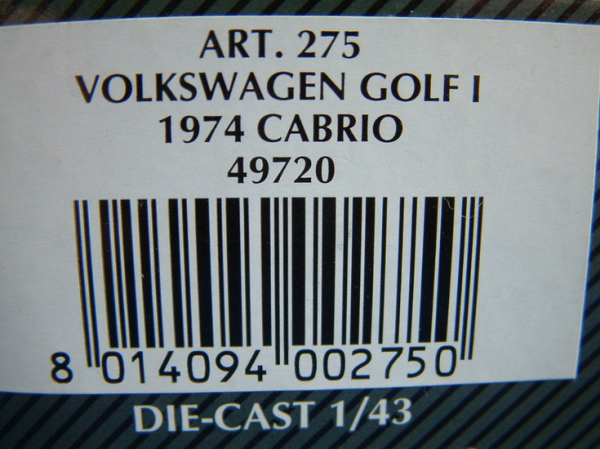 ART. 275
VOLKSWAGEN GOLF I
1974 CABRIO
49720
8 014094 002750
DIE-CAST 1/43